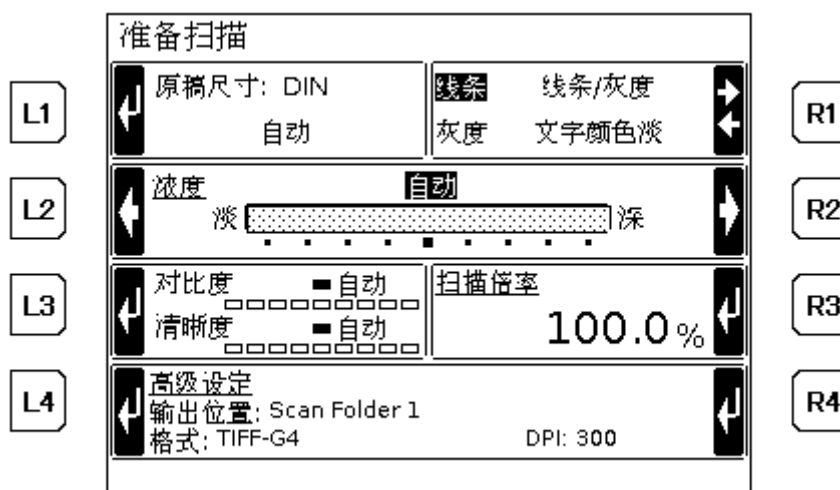 准备扫描
L1
原稿尺寸: DIN
自动
线条 线条/灰度
灰度 文字颜色淡
R1
L2
浓度 自动
淡 深
R2
L3
对比度 自动
清晰度 自动
扫描倍率
100.0%
R3
L4
高级设定
输出位置: Scan Folder 1
格式: TIFF-G4 DPI: 300
R4